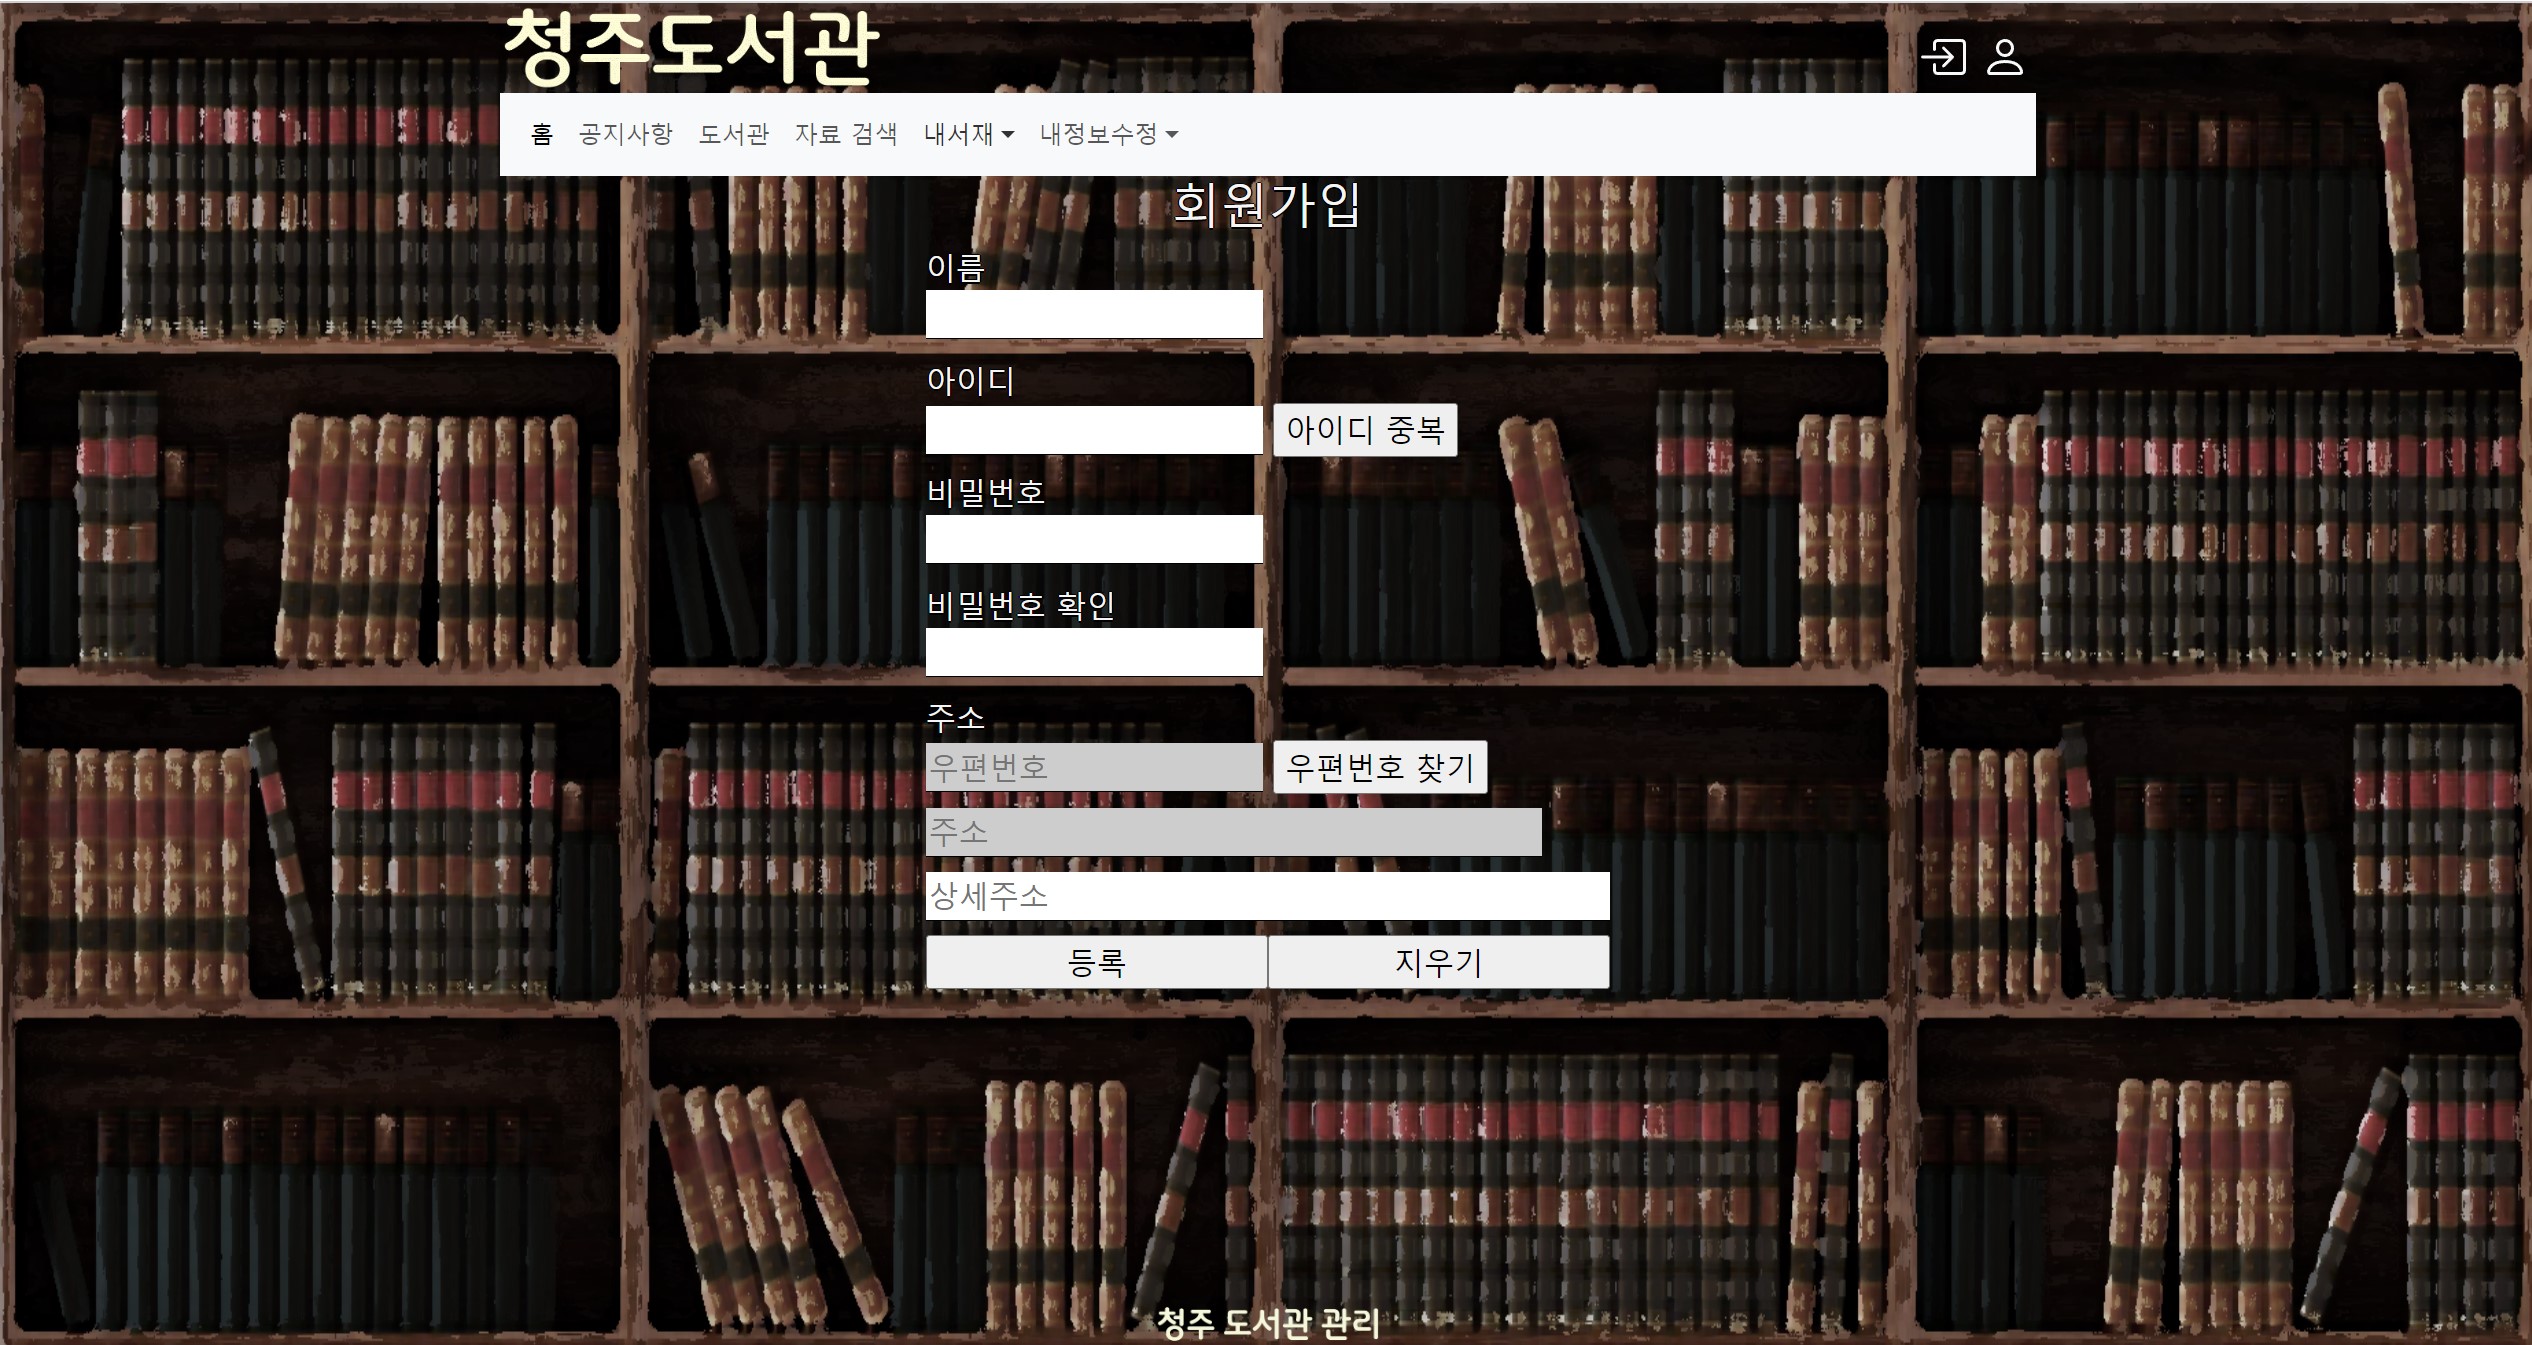 청주도서관
홈 공지사항 도서관 자료 검색 내서재 내정보수정
회원가입
이름
아이디
아이디 중복
비밀번호
비밀번호 확인
주소
우편번호 우편번호 찾기
주소
상세주소
등록 지우기
청주 도서관 관리